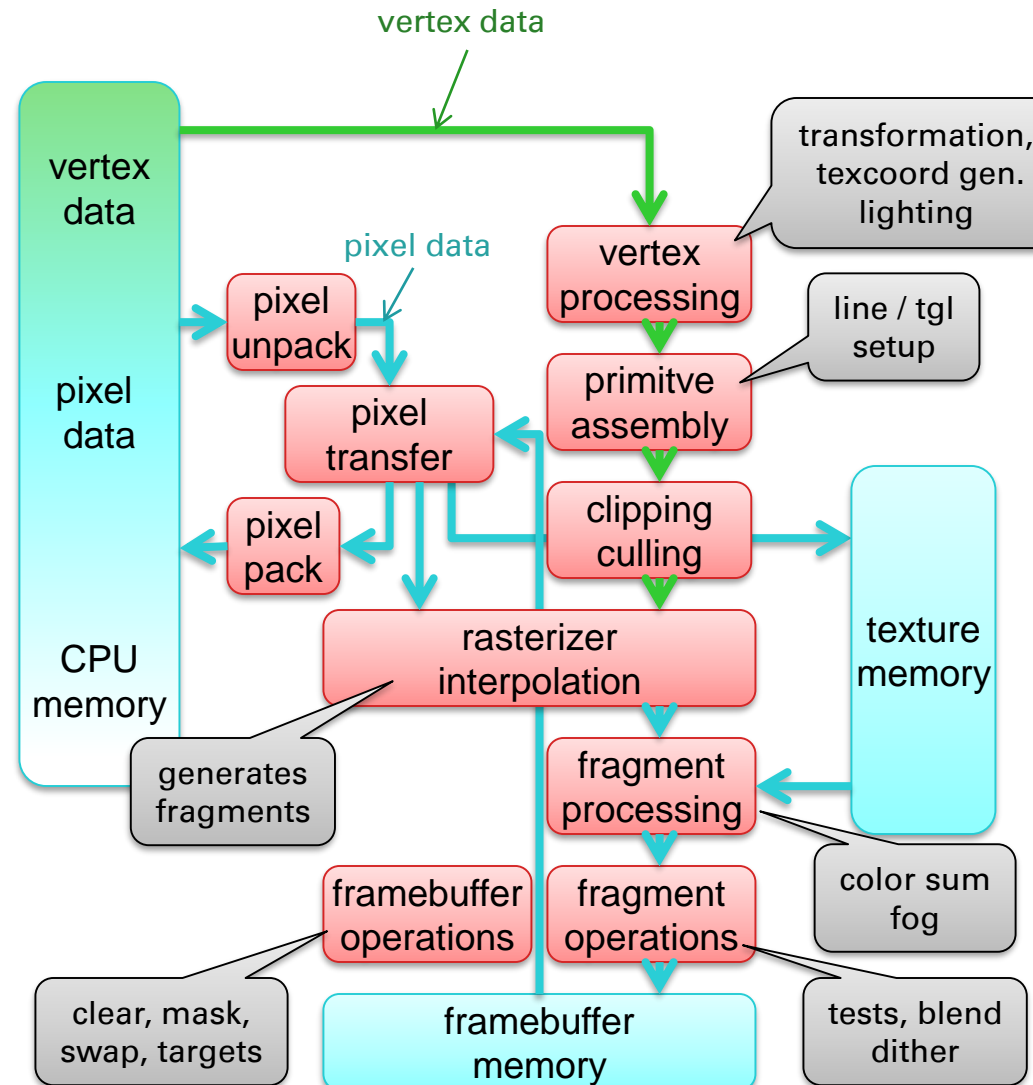 vertex data
vertex
data
transformation,
texcoord gen.
lighting
pixel data
vertex
processing
pixel
unpack
line / tgl
setup
pixel
data
pixel
transfer
primitve
assembly
pixel
pack
clipping
culling
CPU
memory
rasterizer
interpolation
texture
memory
generates
fragments
fragment
processing
color sum
fog
framebuffer
operations
fragment
operations
clear, mask,
swap, targets
framebuffer
memory
tests, blend
dither